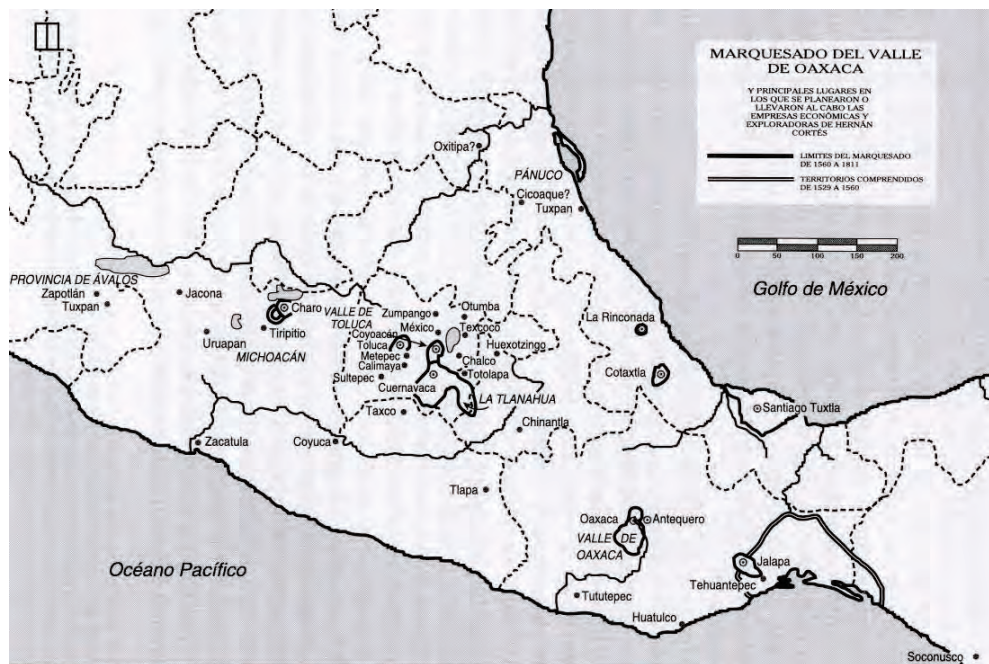 MARQUESADO DEL VALLE
DE OAXACA
Y PRINCIPALES LUGARES EN
LOS QUE SE PLANEARON O
LLEVARON AL CABO LAS
EMPRESAS ECONÓMICAS Y
EXPLORADORAS DE HERNÁN
CORTÉS
LIMITES DEL MARQUESADO
DE 1560 A 1811
TERRITORIOS COMPRENDIDOS
DE 1529 A 1560
0 50 100 150 200
Golfo de México
Oxitipa?
PÁNUCO
Cicoaque?
Tuxpan
PROVINCIA DE ÁVALOS
Zapotlán
Tuxpan
Jacona
Charo
Uruapan
Tiripitio
MICHOACÁN
VALLE DE
TOLUCA
Zumpango
Otumba
México
Texcoco
Coyoacán
Toluca
Huexotzingo
Metepec
Chalco
Calimaya
Totolapa
Sultepec
Cuernavaca
LA TLANAHUA
Taxco
La Rinconada
Cotaxtla
Santiago Tuxtla
Chinantla
Zacatula
Coyuca
Tlapa
Oaxaca
Antequero
VALLE DE
OAXACA
Jalapa
Tehuantepec
Tututepec
Huatulco
Océano Pacífico
Soconusco